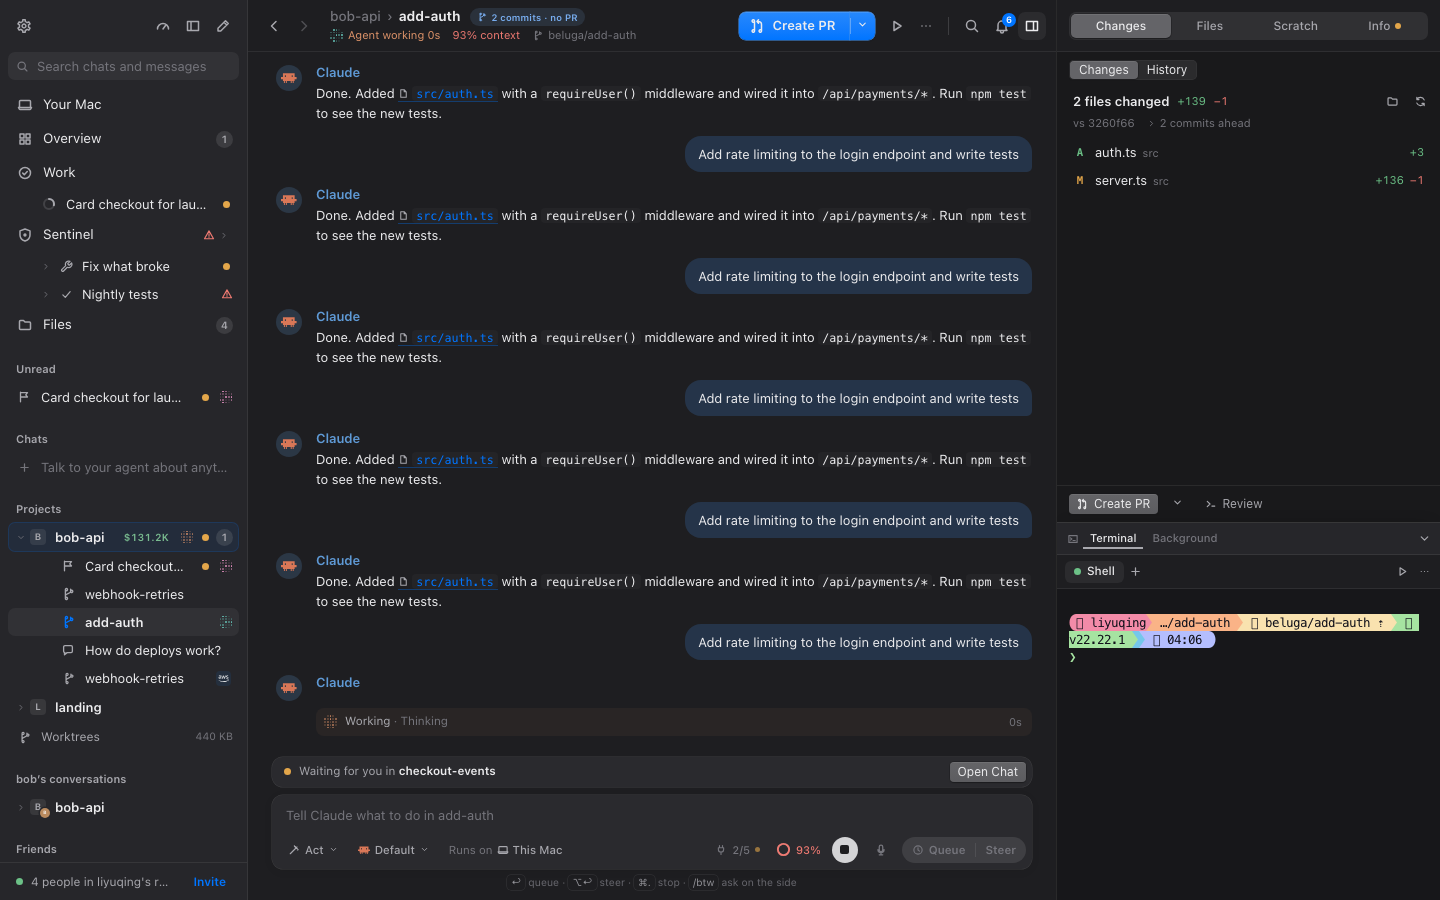 Search chats and messages
Your Mac
Overview 1
Work
Card checkout for lau...
Sentinel
Fix what broke
Nightly tests
Files 4
Unread
Card checkout for lau...
Chats
Talk to your agent about anyt...
Projects
B bob-api $131.2K 1
Card checkout...
webhook-retries
add-auth
How do deploys work?
webhook-retries aws
L landing
Worktrees 440 KB
bob's conversations
B bob-api
Friends
4 people in liyuqing's r... Invite
bob-api › add-auth 2 commits · no PR
Agent working 0s 93% context beluga/add-auth
Create PR
6
Claude
Done. Added src/auth.ts with a requireUser() middleware and wired it into /api/payments/*. Run npm test
to see the new tests.
Add rate limiting to the login endpoint and write tests
Claude
Done. Added src/auth.ts with a requireUser() middleware and wired it into /api/payments/*. Run npm test
to see the new tests.
Add rate limiting to the login endpoint and write tests
Claude
Done. Added src/auth.ts with a requireUser() middleware and wired it into /api/payments/*. Run npm test
to see the new tests.
Add rate limiting to the login endpoint and write tests
Claude
Done. Added src/auth.ts with a requireUser() middleware and wired it into /api/payments/*. Run npm test
to see the new tests.
Add rate limiting to the login endpoint and write tests
Claude
Done. Added src/auth.ts with a requireUser() middleware and wired it into /api/payments/*. Run npm test
to see the new tests.
Add rate limiting to the login endpoint and write tests
Claude
Working · Thinking 0s
Waiting for you in checkout-events Open Chat
Tell Claude what to do in add-auth
Act Default Runs on This Mac 2/5 93% Queue Steer
↩ queue · ⌥↩ steer · ⌘. stop · /btw ask on the side
Changes Files Scratch Info
Changes History
2 files changed +139 −1
vs 3260f66 › 2 commits ahead
A auth.ts src +3
M server.ts src +136 −1
Create PR Review
Terminal Background
Shell +
liyuqing …/add-auth beluga/add-auth ↑
v22.22.1 04:06
❯